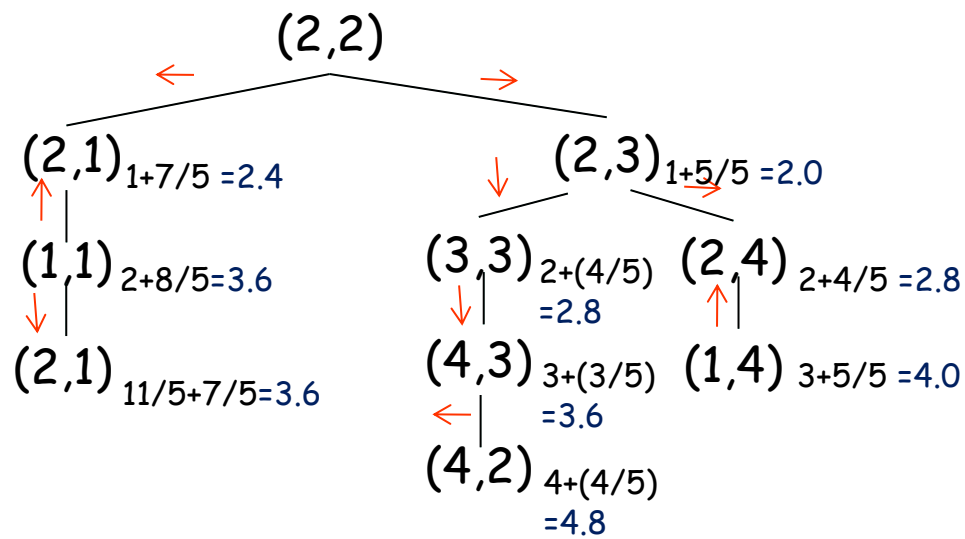 (2,2)
(2,1) 1+7/5 =2.4
(2,3) 1+5/5 =2.0
(1,1) 2+8/5=3.6
(3,3) 2+(4/5)
=2.8
(2,4) 2+4/5 =2.8
(2,1) 11/5+7/5=3.6
(4,3) 3+(3/5)
=3.6
(1,4) 3+5/5 =4.0
(4,2) 4+(4/5)
=4.8